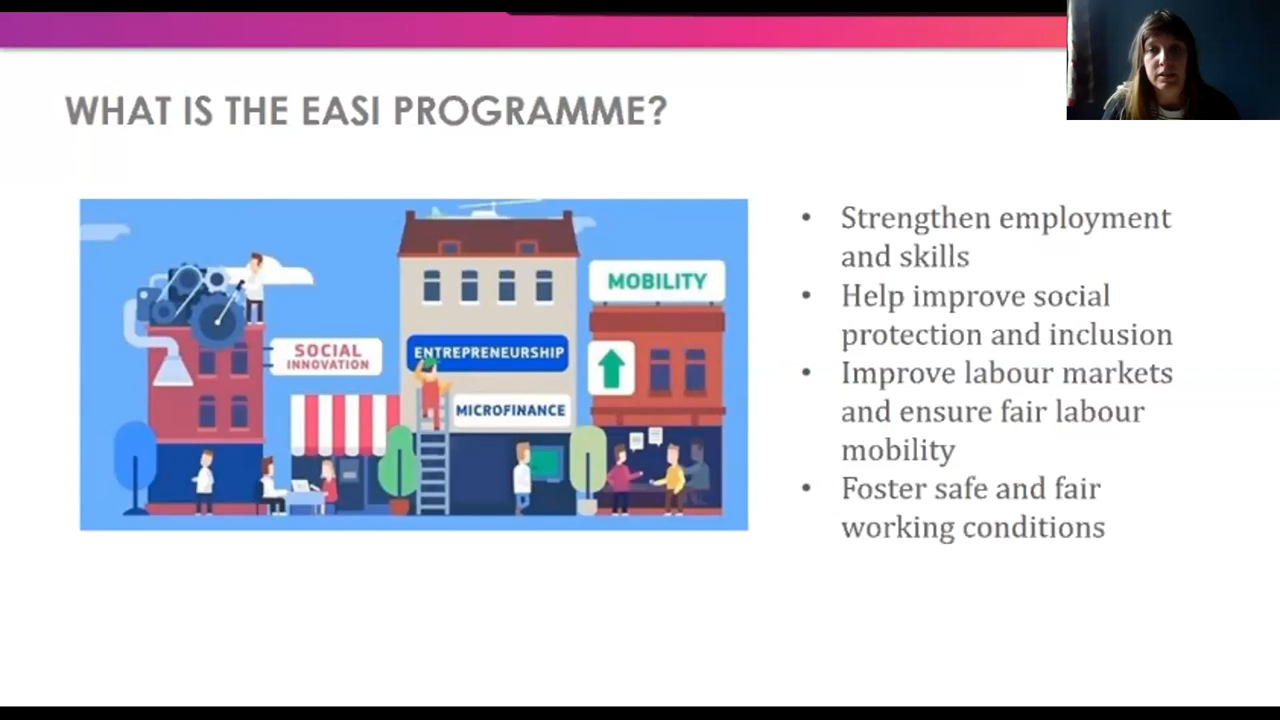 WHAT IS THE EASI PROGRAMME?
SOCIAL
INNOVATION
ENTREPRENEURSHIP
MICROFINANCE
MOBILITY
• Strengthen employment
and skills
• Help improve social
protection and inclusion
• Improve labour markets
and ensure fair labour
mobility
• Foster safe and fair
working conditions